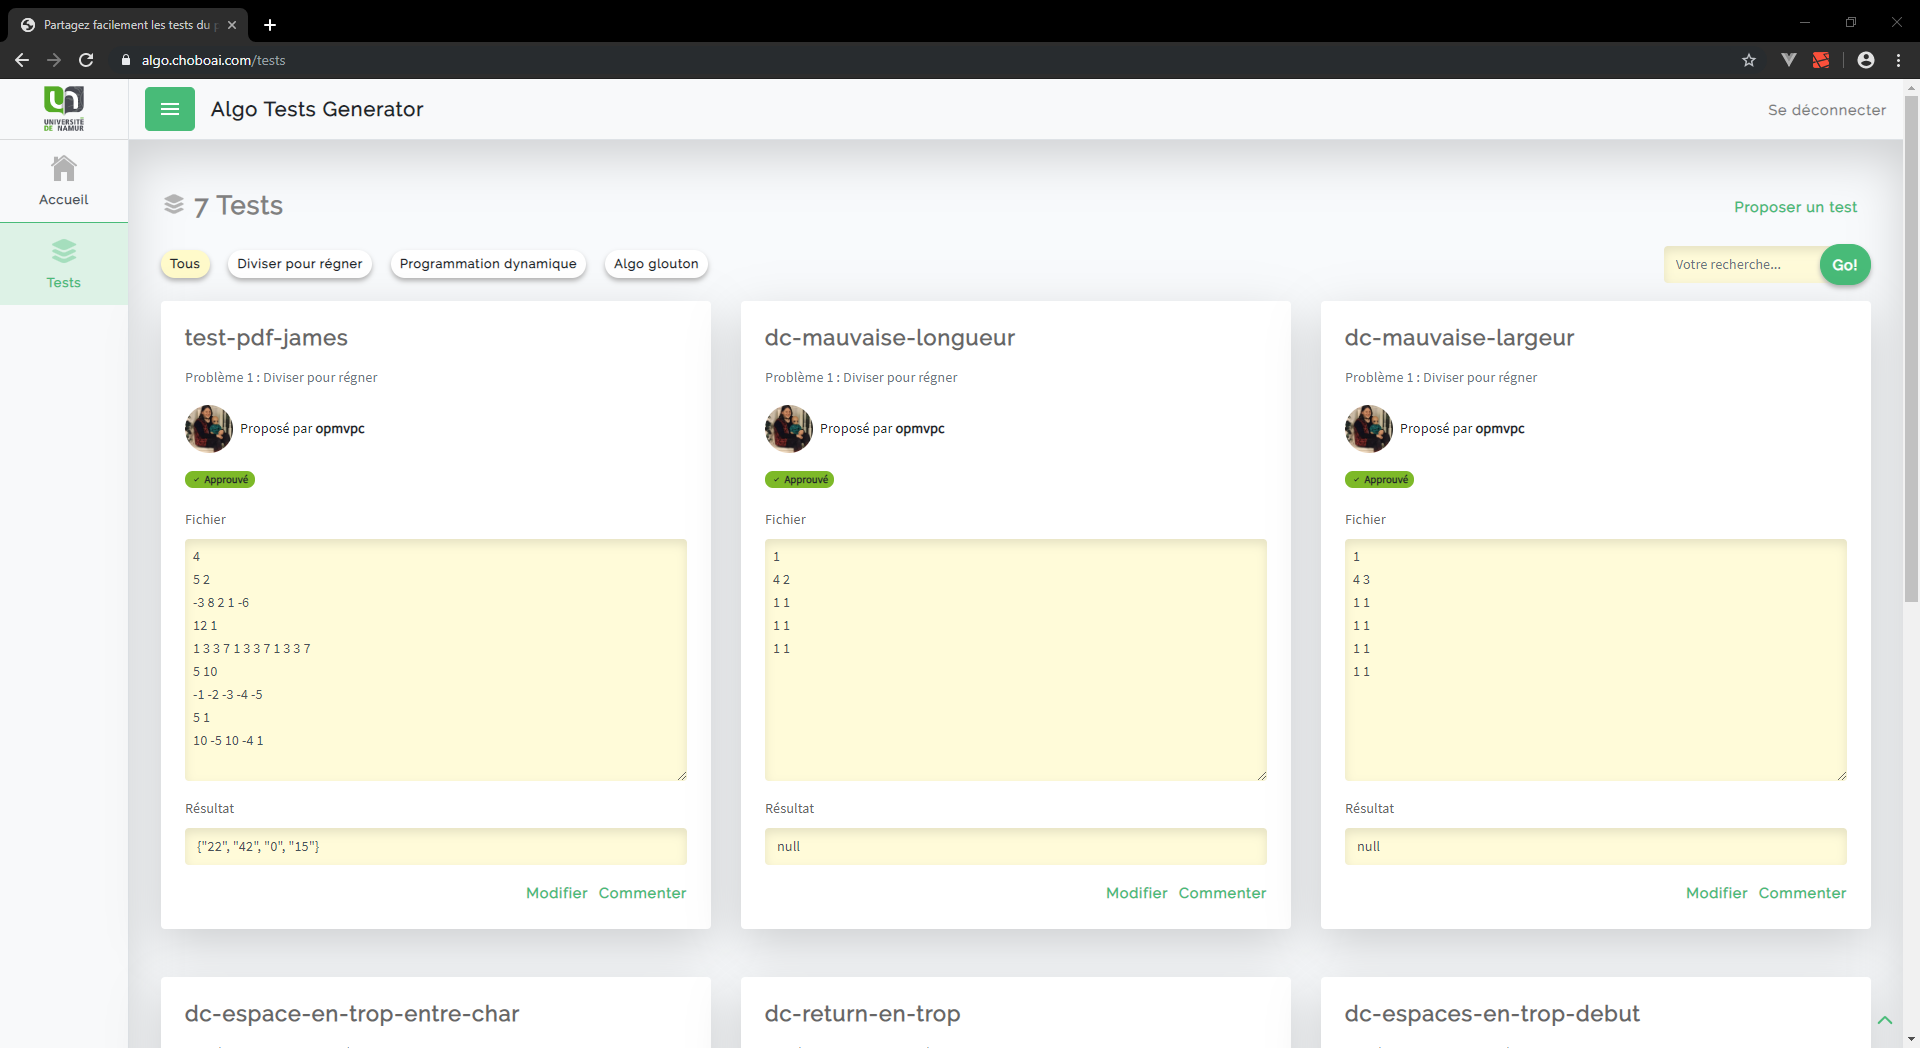 Partagez facilement les tests du p
algo.choboai.com/tests
UNIVERSITÉ
DE NAMUR
Algo Tests Generator
Se déconnecter
Accueil
Tests
7 Tests
Proposer un test
Tous
Diviser pour régner
Programmation dynamique
Algo glouton
Votre recherche...
Go!
test-pdf-james
Problème 1 : Diviser pour régner
Proposé par opmvpc
Approuvé
Fichier
4
5 2
-3 8 2 1 -6
12 1
1 3 3 7 1 3 3 7 1 3 3 7
5 10
-1 -2 -3 -4 -5
5 1
10 -5 10 -4 1
Résultat
{"22", "42", "0", "15"}
Modifier Commenter
dc-mauvaise-longueur
Problème 1 : Diviser pour régner
Proposé par opmvpc
Approuvé
Fichier
1
4 2
1 1
1 1
1 1
Résultat
null
Modifier Commenter
dc-mauvaise-largeur
Problème 1 : Diviser pour régner
Proposé par opmvpc
Approuvé
Fichier
1
4 3
1 1
1 1
1 1
1 1
Résultat
null
Modifier Commenter
dc-espace-en-trop-entre-char
dc-return-en-trop
dc-espaces-en-trop-debut